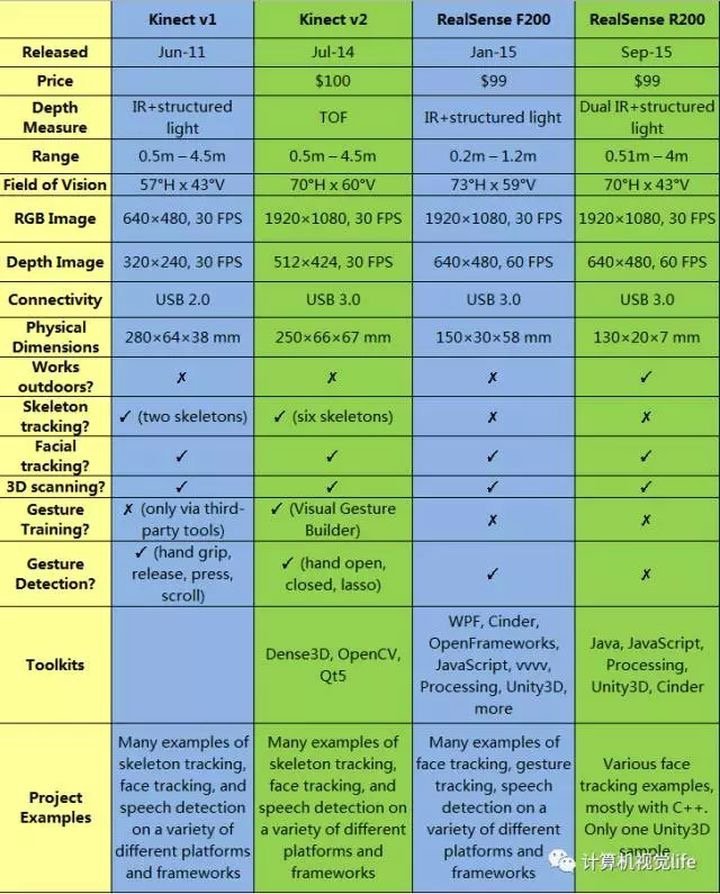 Kinect v1 Kinect v2 RealSense F200 RealSense R200
Released Jun-11 Jul-14 Jan-15 Sep-15
Price $100 $99 $99
Depth Measure IR+structured light TOF IR+structured light Dual IR+structured light
Range 0.5m – 4.5m 0.5m – 4.5m 0.2m – 1.2m 0.51m – 4m
Field of Vision 57°H x 43°V 70°H x 60°V 73°H x 59°V 70°H x 43°V
RGB Image 640×480, 30 FPS 1920×1080, 30 FPS 1920×1080, 30 FPS 1920×1080, 30 FPS
Depth Image 320×240, 30 FPS 512×424, 30 FPS 640×480, 60 FPS 640×480, 60 FPS
Connectivity USB 2.0 USB 3.0 USB 3.0 USB 3.0
Physical Dimensions 280×64×38 mm 250×66×67 mm 150×30×58 mm 130×20×7 mm
Works outdoors? ✗ ✗ ✗ ✓
Skeleton tracking? ✓ (two skeletons) ✓ (six skeletons) ✗ ✗
Facial tracking? ✓ ✓ ✓ ✓
3D scanning? ✓ ✓ ✓ ✓
Gesture Training? ✗ (only via third-party tools) ✓ (Visual Gesture Builder) ✗ ✗
Gesture Detection? ✓ (hand grip, release, press, scroll) ✓ (hand open, closed, lasso) ✓ ✗
Toolkits Dense3D, OpenCV, Qt5 WPF, Cinder, OpenFrameworks, JavaScript, vvvv, Processing, Unity3D, more Java, JavaScript, Processing, Unity3D, Cinder
Project Examples Many examples of skeleton tracking, face tracking, and speech detection on a variety of different platforms and frameworks Many examples of skeleton tracking, face tracking, and speech detection on a variety of different platforms and frameworks Many examples of face tracking, gesture tracking, speech detection on a variety of different platforms and frameworks Various face tracking examples, mostly with C++. Only one Unity3D sample
计算机视觉life